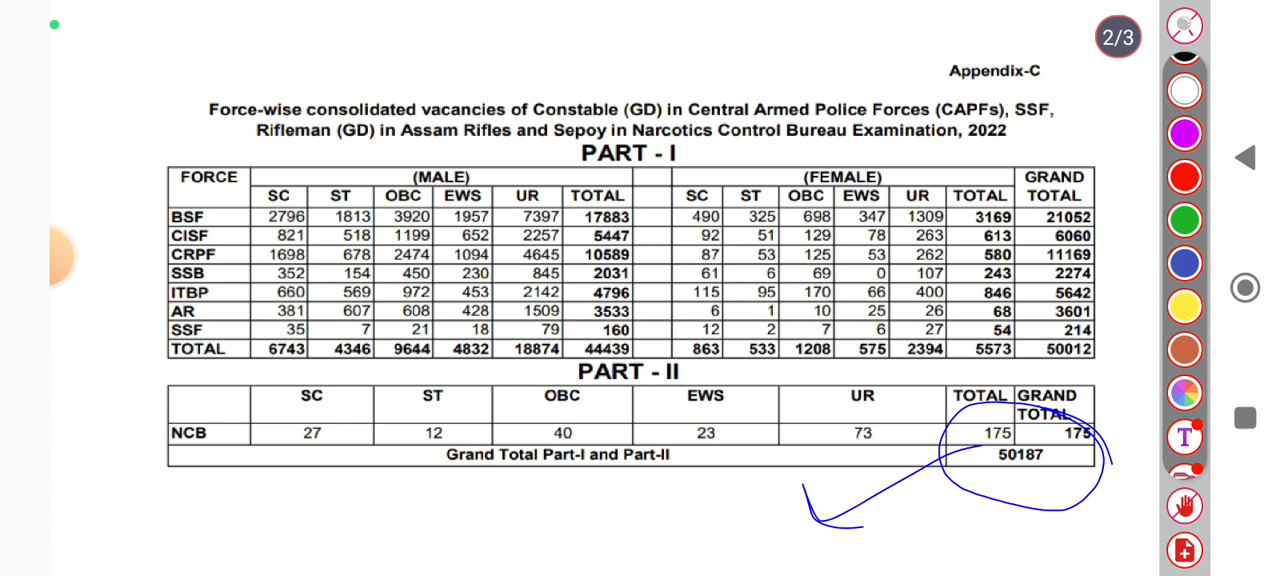 2/3
Appendix-C
Force-wise consolidated vacancies of Constable (GD) in Central Armed Police Forces (CAPFs), SSF,
Rifleman (GD) in Assam Rifles and Sepoy in Narcotics Control Bureau Examination, 2022
PART - I
FORCE (MALE) (FEMALE) GRAND
SC ST OBC EWS UR TOTAL SC ST OBC EWS UR TOTAL TOTAL
BSF 2796 1813 3920 1957 7397 17883 490 325 698 347 1309 3169 21052
CISF 821 518 1199 652 2257 5447 92 51 129 78 263 613 6060
CRPF 1698 678 2474 1094 4645 10589 87 53 125 53 262 580 11169
SSB 352 154 450 230 845 2031 61 6 69 0 107 243 2274
ITBP 660 569 972 453 2142 4796 115 95 170 66 400 846 5642
AR 381 607 608 428 1509 3533 6 1 10 25 26 68 3601
SSF 35 7 21 18 79 160 12 2 7 6 27 54 214
TOTAL 6743 4346 9644 4832 18874 44439 863 533 1208 575 2394 5573 50012
PART - II
SC ST OBC EWS UR TOTAL GRAND
TOTAL
NCB 27 12 40 23 73 175 175
Grand Total Part-I and Part-II 50187
T